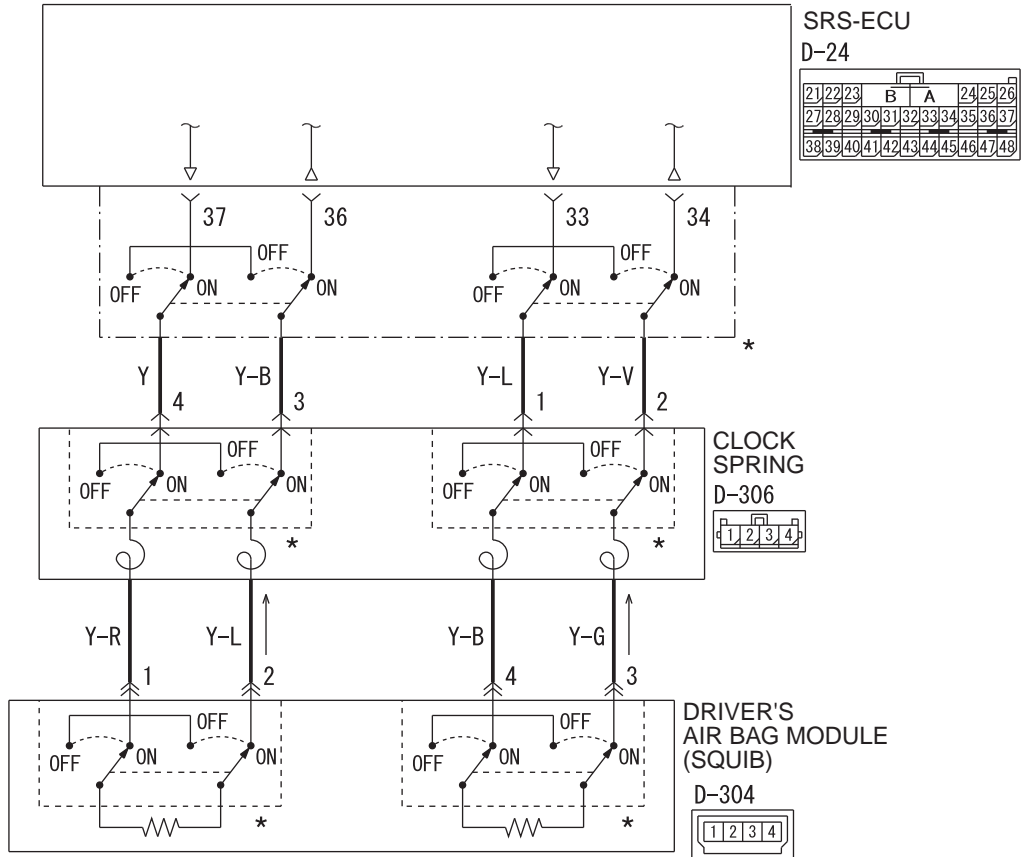 SRS-ECU
D-24
21 22 23 B A 24 25 26
27 28 29 30 31 32 33 34 35 36 37
38 39 40 41 42 43 44 45 46 47 48
37 36 33 34
OFF OFF
OFF ON ON OFF ON ON
*
Y Y-B Y-L Y-V
4 3 1 2
CLOCK
SPRING
D-306
1 2 3 4
OFF OFF
OFF ON ON OFF ON ON
* *
Y-R Y-L Y-B Y-G
1 2 4 3
DRIVER'S
AIR BAG MODULE
(SQUIB)
D-304
1 2 3 4
OFF OFF
OFF ON ON OFF ON ON
* *